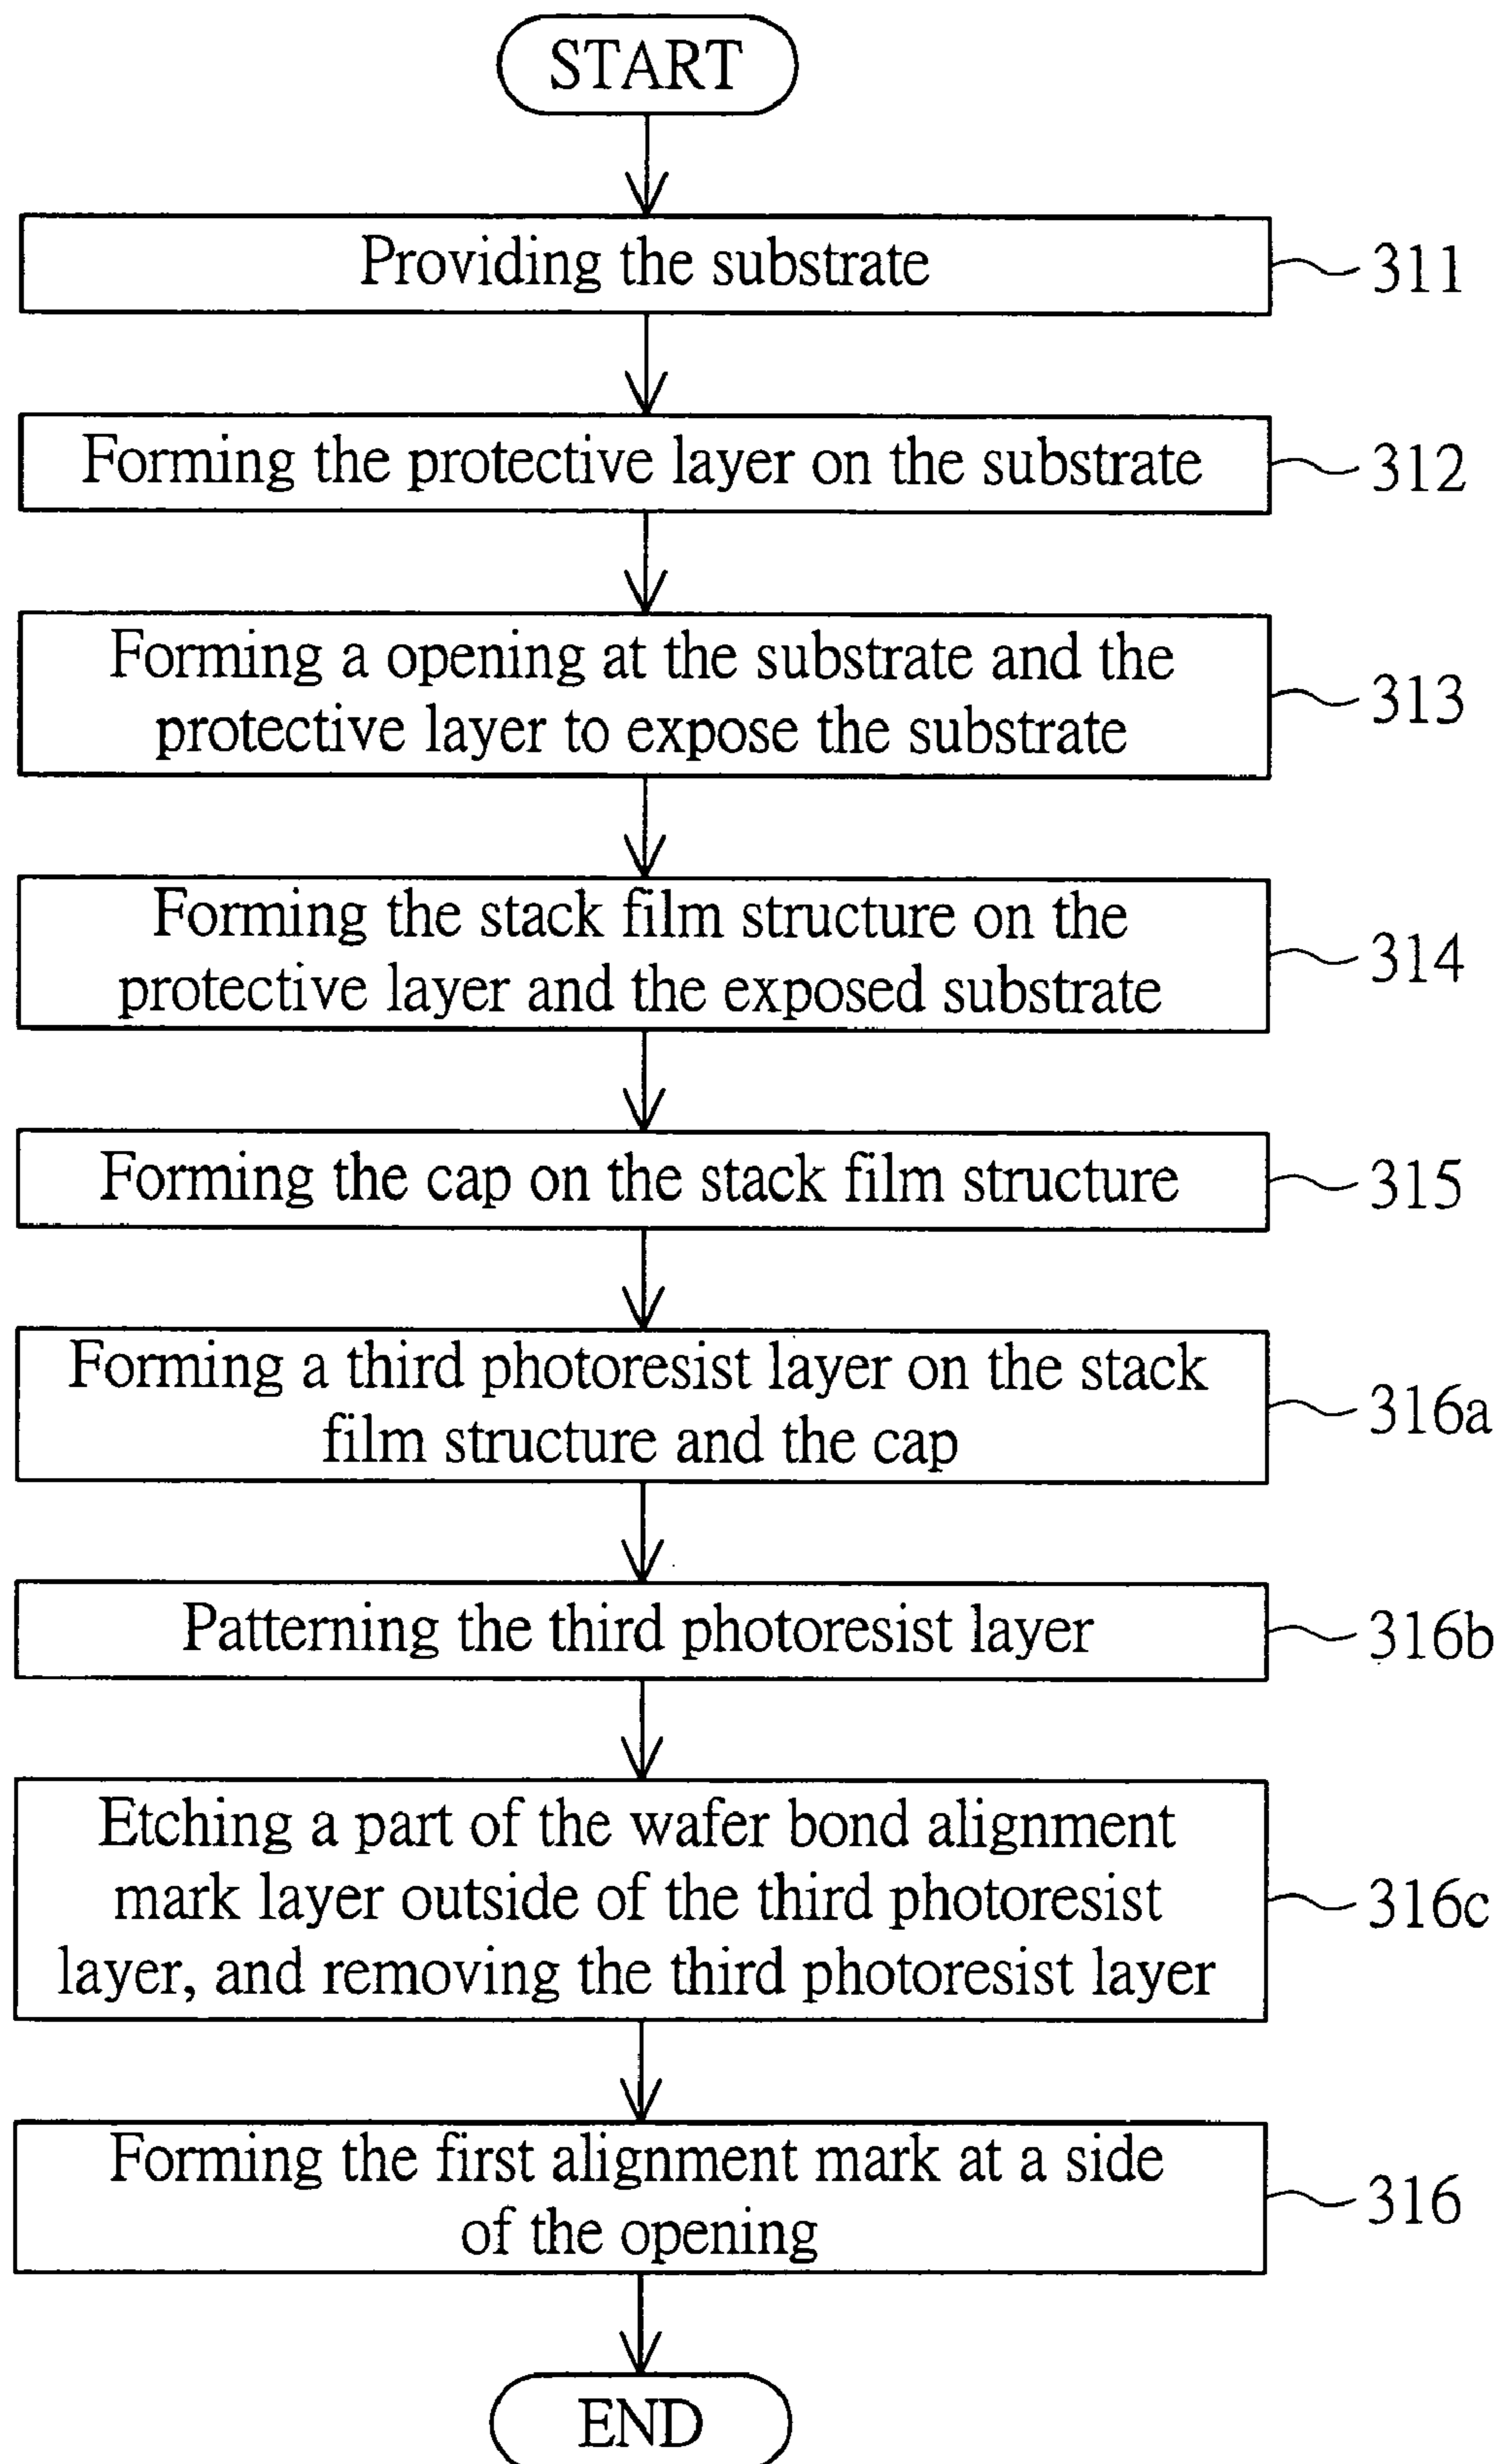 START
Providing the substrate
311
Forming the protective layer on the substrate
312
Forming a opening at the substrate and the
protective layer to expose the substrate
313
Forming the stack film structure on the
protective layer and the exposed substrate
314
Forming the cap on the stack film structure
315
Forming a third photoresist layer on the stack
film structure and the cap
316a
Patterning the third photoresist layer
316b
Etching a part of the wafer bond alignment
mark layer outside of the third photoresist
layer, and removing the third photoresist layer
316c
Forming the first alignment mark at a side
of the opening
316
END